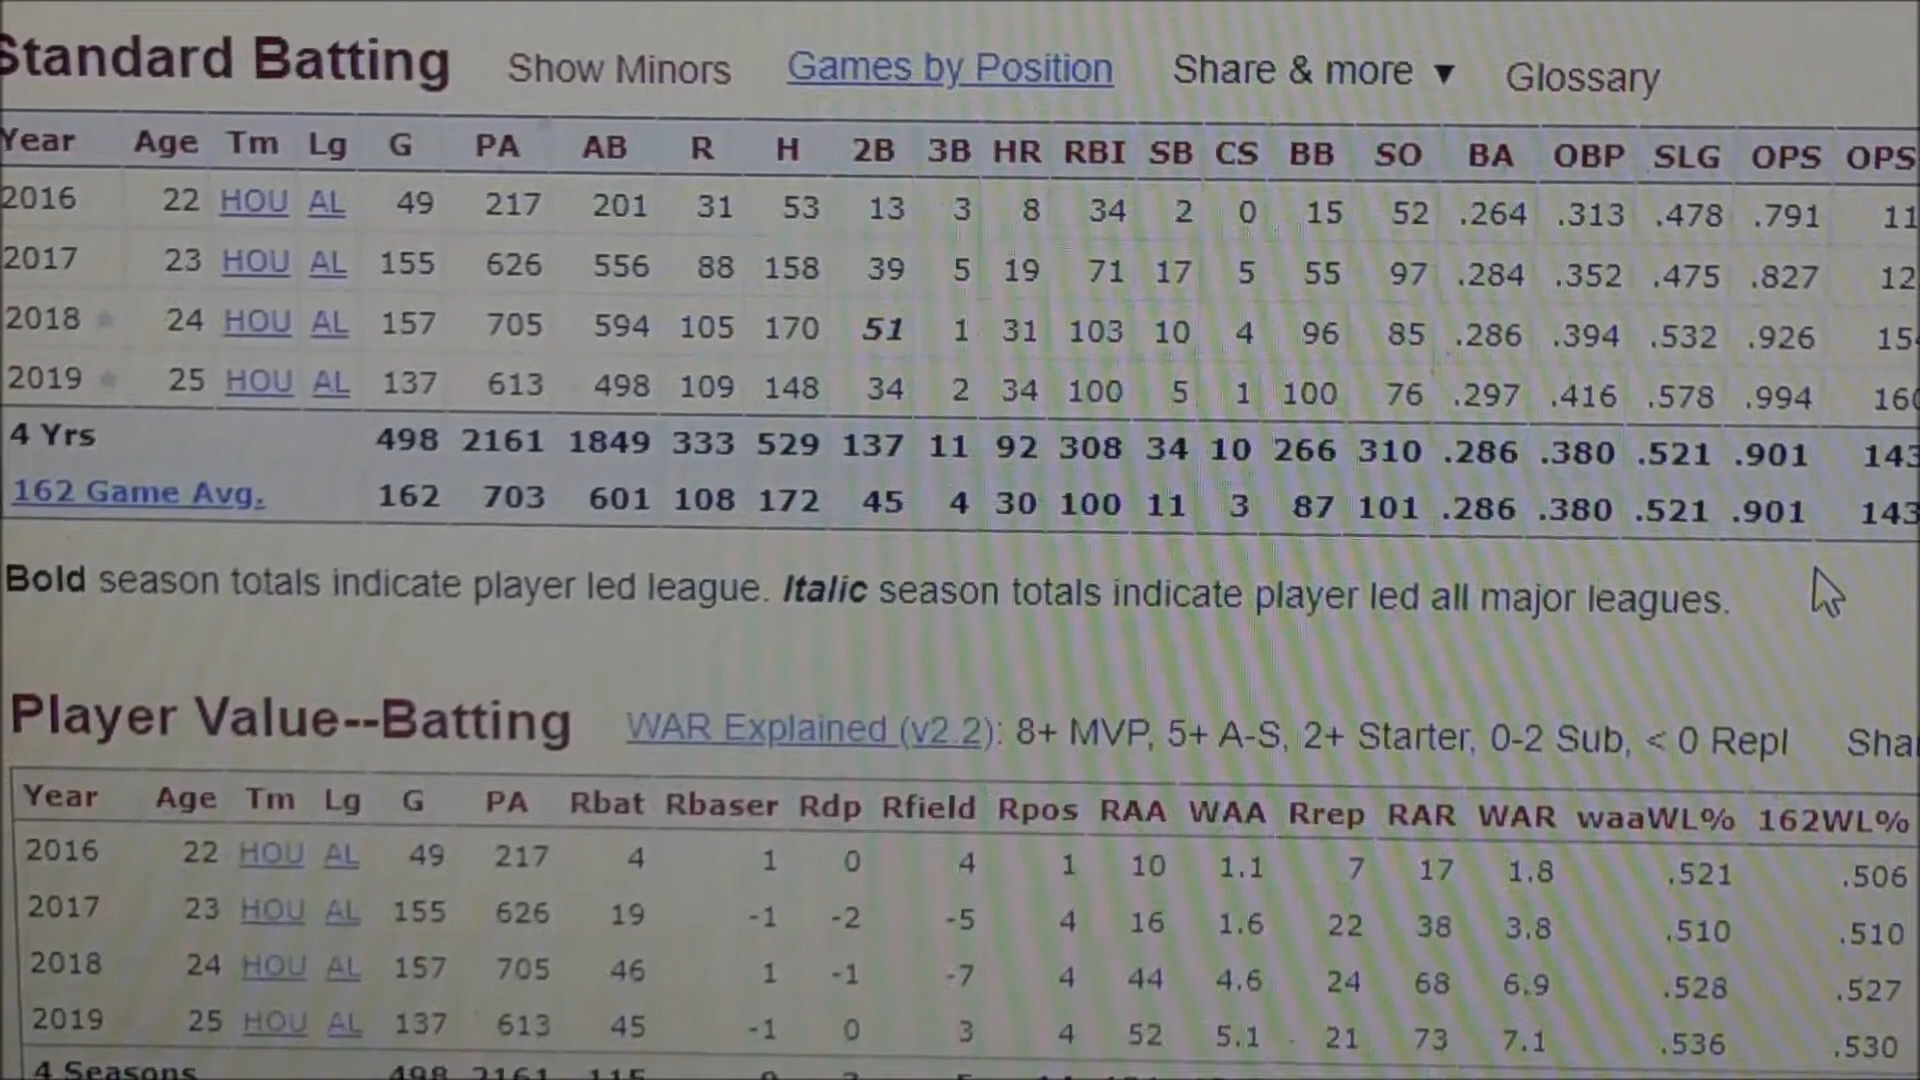 Standard Batting Show Minors Games by Position Share & more ▼ Glossary
Year Age Tm Lg G PA AB R H 2B 3B HR RBI SB CS BB SO BA OBP SLG OPS OPS
2016 22 HOU AL 49 217 201 31 53 13 3 8 34 2 0 15 52 .264 .313 .478 .791 11
2017 23 HOU AL 155 626 556 88 158 39 5 19 71 17 5 55 97 .284 .352 .475 .827 12
2018 ★ 24 HOU AL 157 705 594 105 170 51 1 31 103 10 4 96 85 .286 .394 .532 .926 15
2019 ★ 25 HOU AL 137 613 498 109 148 34 2 34 100 5 1 100 76 .297 .416 .578 .994 160
4 Yrs 498 2161 1849 333 529 137 11 92 308 34 10 266 310 .286 .380 .521 .901 143
162 Game Avg. 162 703 601 108 172 45 4 30 100 11 3 87 101 .286 .380 .521 .901 143
Bold season totals indicate player led league. Italic season totals indicate player led all major leagues.
Player Value--Batting WAR Explained (v2.2): 8+ MVP, 5+ A-S, 2+ Starter, 0-2 Sub, < 0 Repl Sha
Year Age Tm Lg G PA Rbat Rbaser Rdp Rfield Rpos RAA WAA Rrep RAR WAR waaWL% 162WL%
2016 22 HOU AL 49 217 4 1 0 4 1 10 1.1 7 17 1.8 .521 .506
2017 23 HOU AL 155 626 19 -1 -2 -5 4 16 1.6 22 38 3.8 .510 .510
2018 24 HOU AL 157 705 46 1 -1 -7 4 44 4.6 24 68 6.9 .528 .527
2019 25 HOU AL 137 613 45 -1 0 3 4 52 5.1 21 73 7.1 .536 .530
4 Seasons 498 2161 115